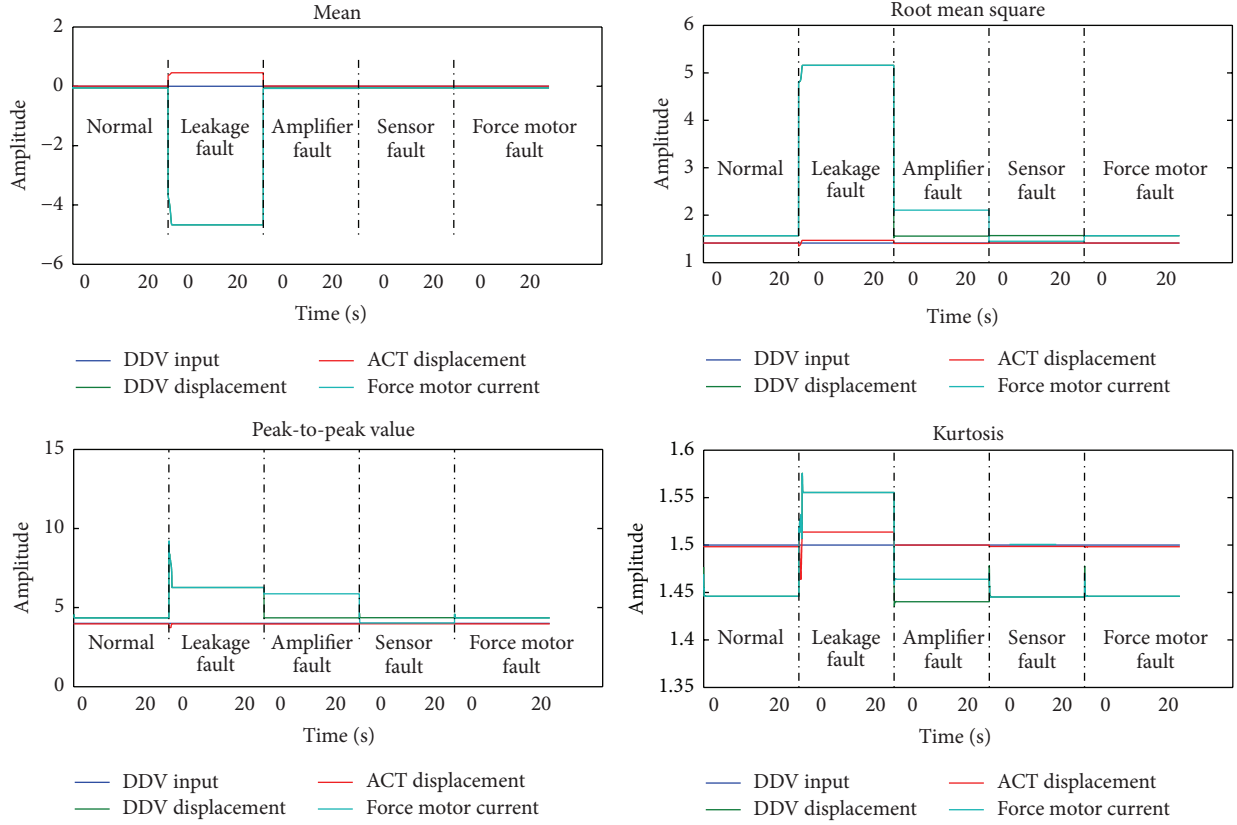 Mean
2
0
−2
−4
−6
Amplitude
Normal
Leakage
fault
Amplifier
fault
Sensor
fault
Force motor
fault
0 20 0 20 0 20 0 20 0 20
Time (s)
DDV input
DDV displacement
ACT displacement
Force motor current
Root mean square
6
5
4
3
2
1
Amplitude
Normal
Leakage
fault
Amplifier
fault
Sensor
fault
Force motor
fault
0 20 0 20 0 20 0 20 0 20
Time (s)
DDV input
DDV displacement
ACT displacement
Force motor current
Peak-to-peak value
15
10
5
0
Amplitude
Normal
Leakage
fault
Amplifier
fault
Sensor
fault
Force motor
fault
0 20 0 20 0 20 0 20 0 20
Time (s)
DDV input
DDV displacement
ACT displacement
Force motor current
Kurtosis
1.6
1.55
1.5
1.45
1.4
1.35
Amplitude
Normal
Leakage
fault
Amplifier
fault
Sensor
fault
Force motor
fault
0 20 0 20 0 20 0 20 0 20
Time (s)
DDV input
DDV displacement
ACT displacement
Force motor current